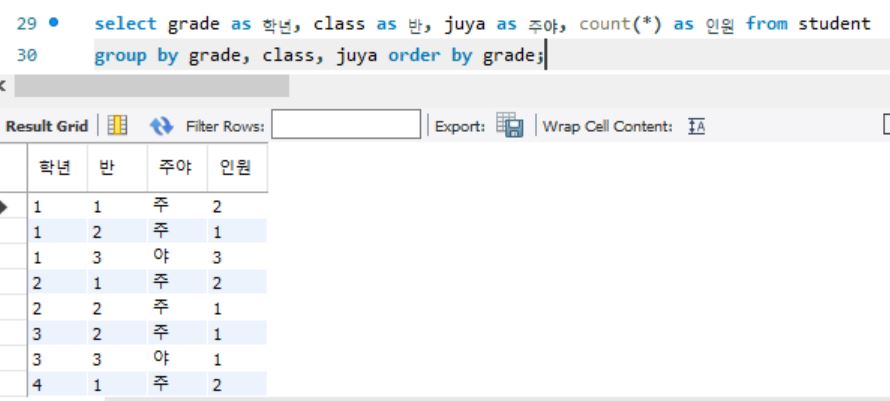 29 select grade as 학년, class as 반, juya as 주야, count(*) as 인원 from student
30 group by grade, class, juya order by grade;
Result Grid Filter Rows: Export: Wrap Cell Content: IA
학년 반 주야 인원
1 1 주 2
1 2 주 1
1 3 야 3
2 1 주 2
2 2 주 1
3 2 주 1
3 3 야 1
4 1 주 2